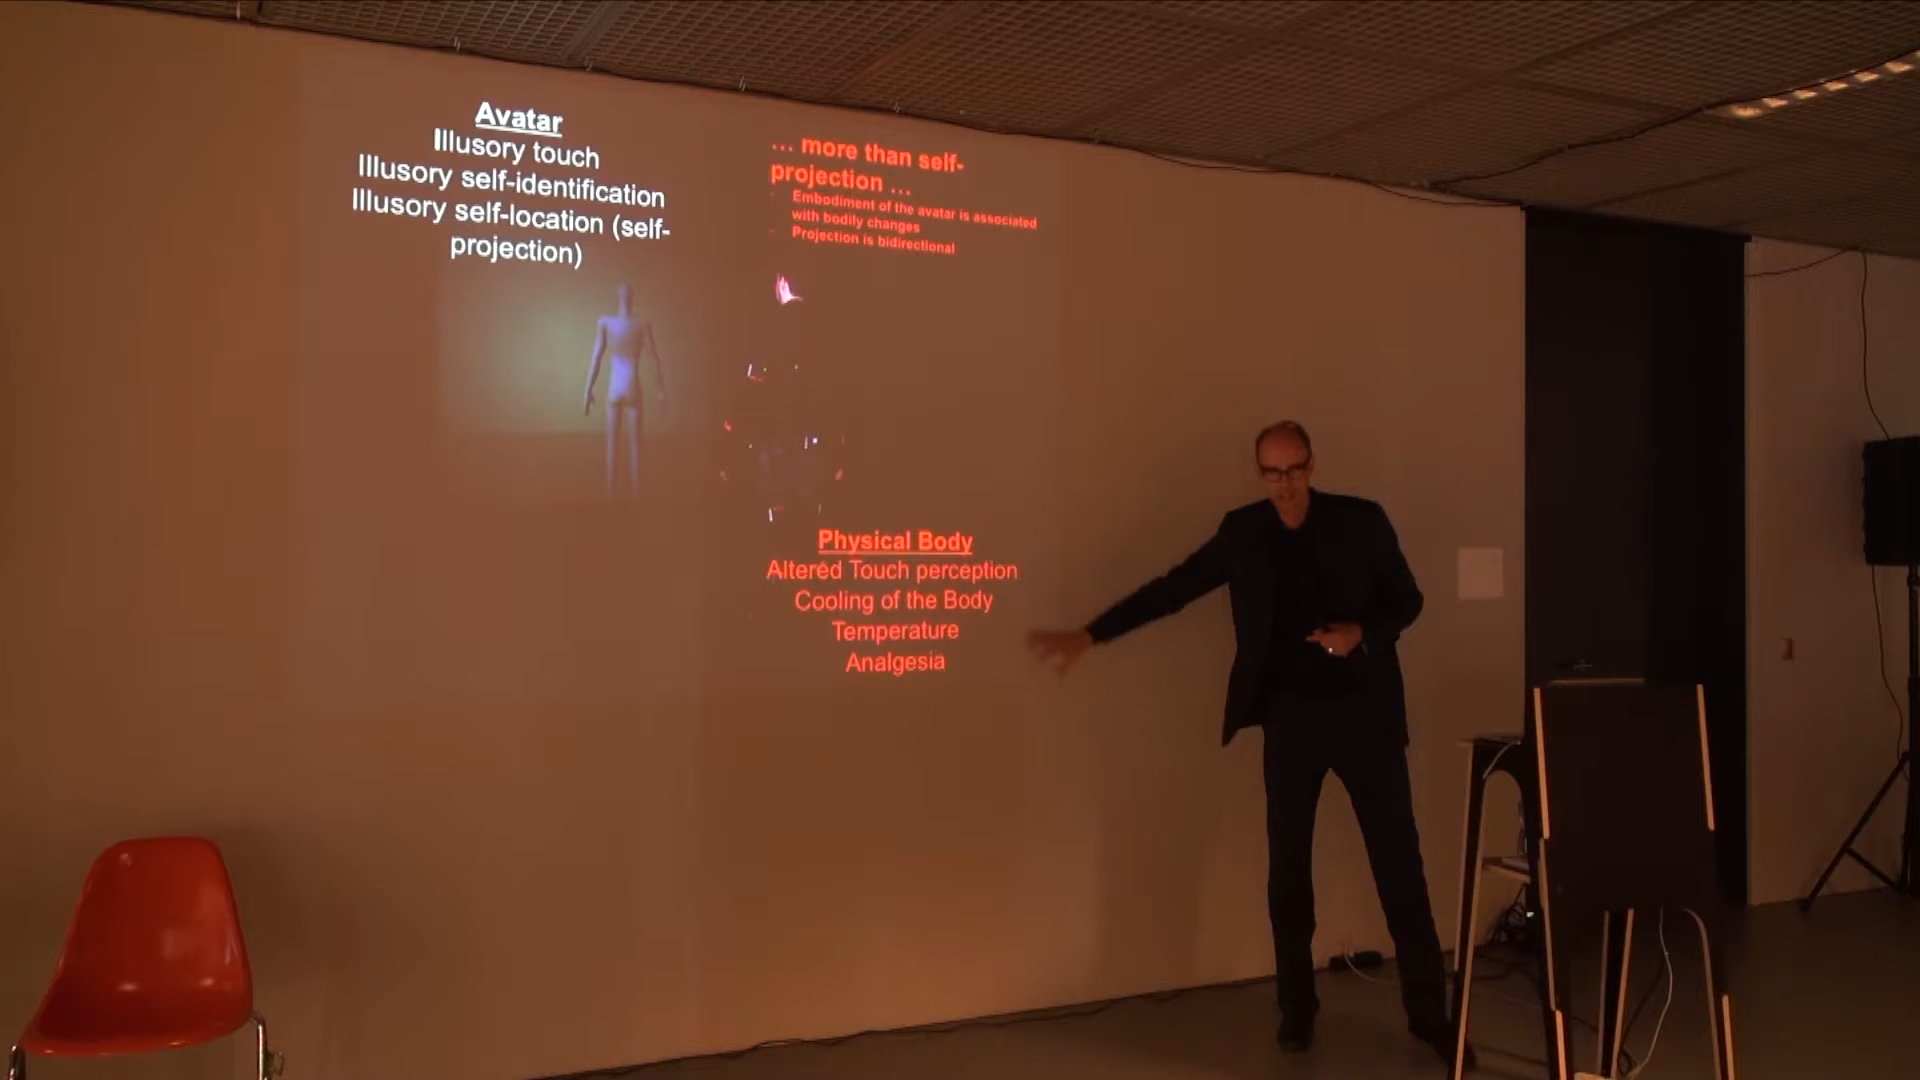 Avatar
Illusory touch
Illusory self-identification
Illusory self-location (self-
projection)
... more than self-
projection ...
- Embodiment of the avatar is associated
with bodily changes
- Projection is bidirectional
Physical Body
Altered Touch perception
Cooling of the Body
Temperature
Analgesia